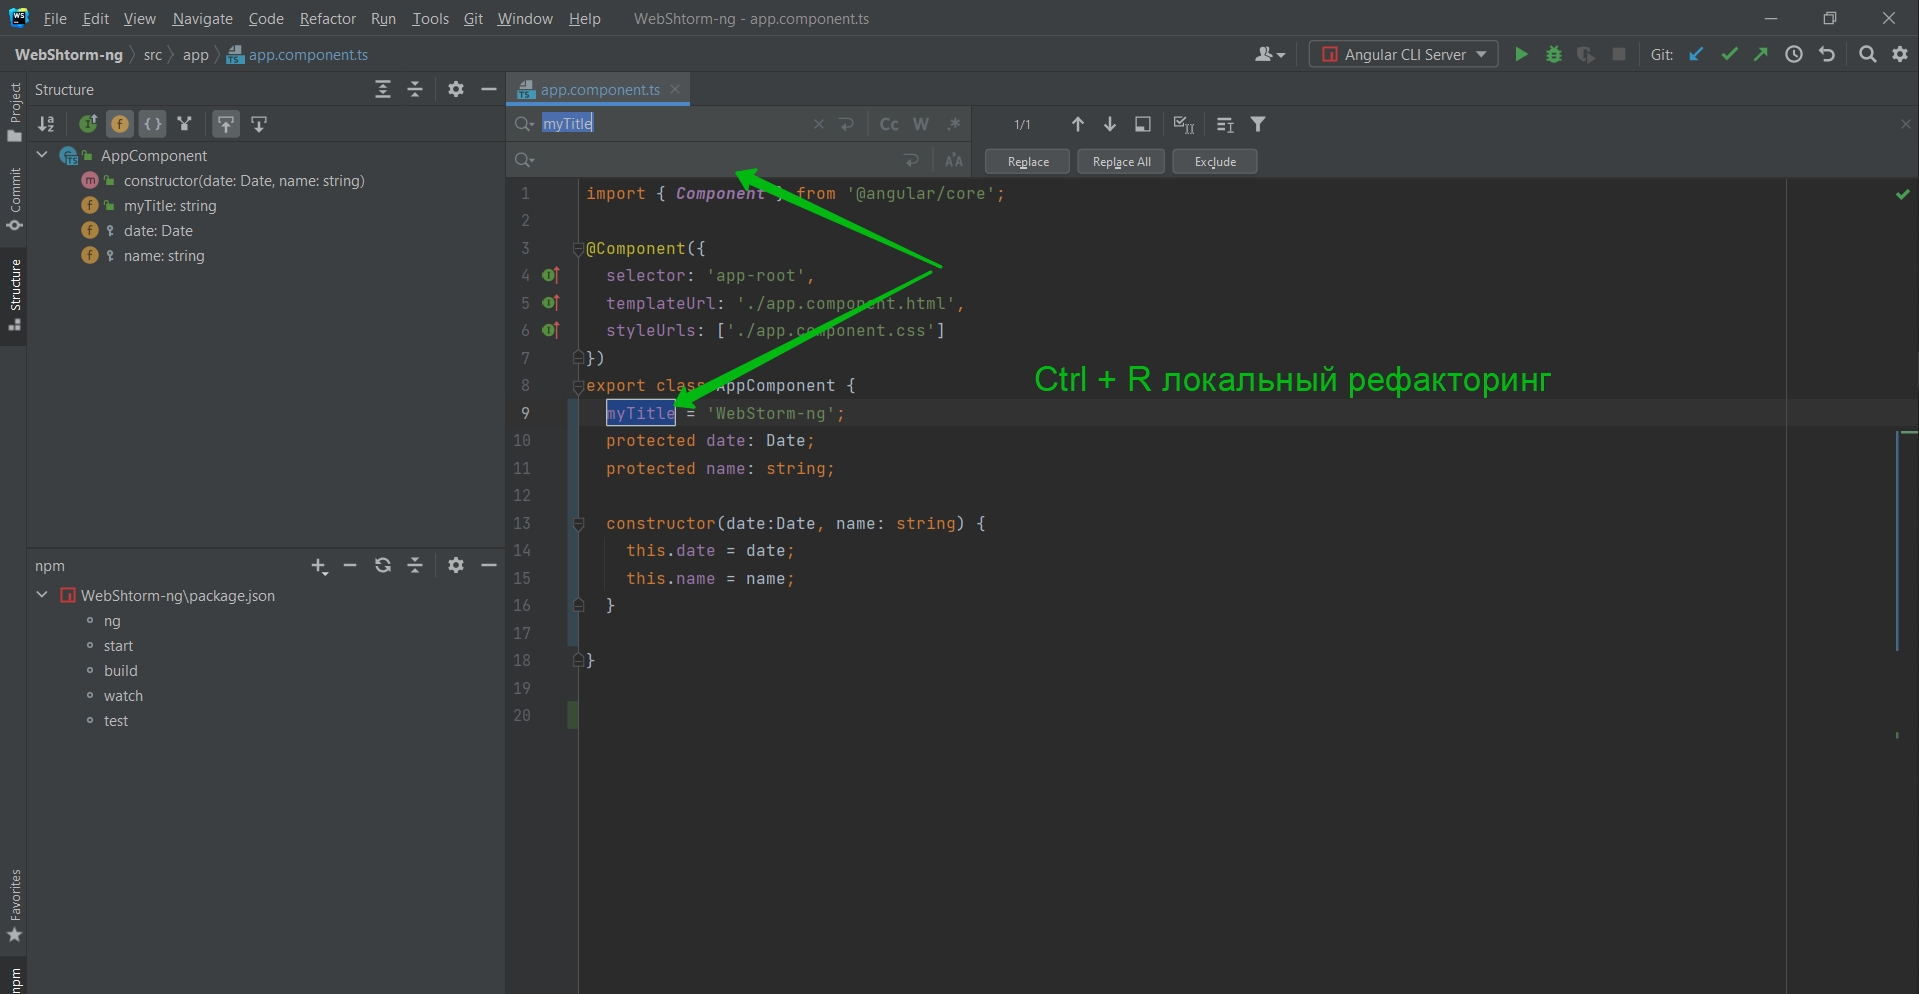 File Edit View Navigate Code Refactor Run Tools Git Window Help WebShtorm-ng - app.component.ts
WebShtorm-ng src app app.component.ts Angular CLI Server Git:
Project
Commit
Structure
Favorites
npm
Structure
AppComponent
constructor(date: Date, name: string)
myTitle: string
date: Date
name: string
npm
WebShtorm-ng\package.json
ng
start
build
watch
test
app.component.ts
myTitle Cc W .* 1/1
Replace Replace All Exclude
1 import { Component } from '@angular/core';
2
3 @Component({
4 selector: 'app-root',
5 templateUrl: './app.component.html',
6 styleUrls: ['./app.component.css']
7 })
8 export class AppComponent {
9 myTitle = 'WebStorm-ng';
10 protected date: Date;
11 protected name: string;
12
13 constructor(date:Date, name: string) {
14 this.date = date;
15 this.name = name;
16 }
17
18 }
19
20
Ctrl + R локальный рефакторинг